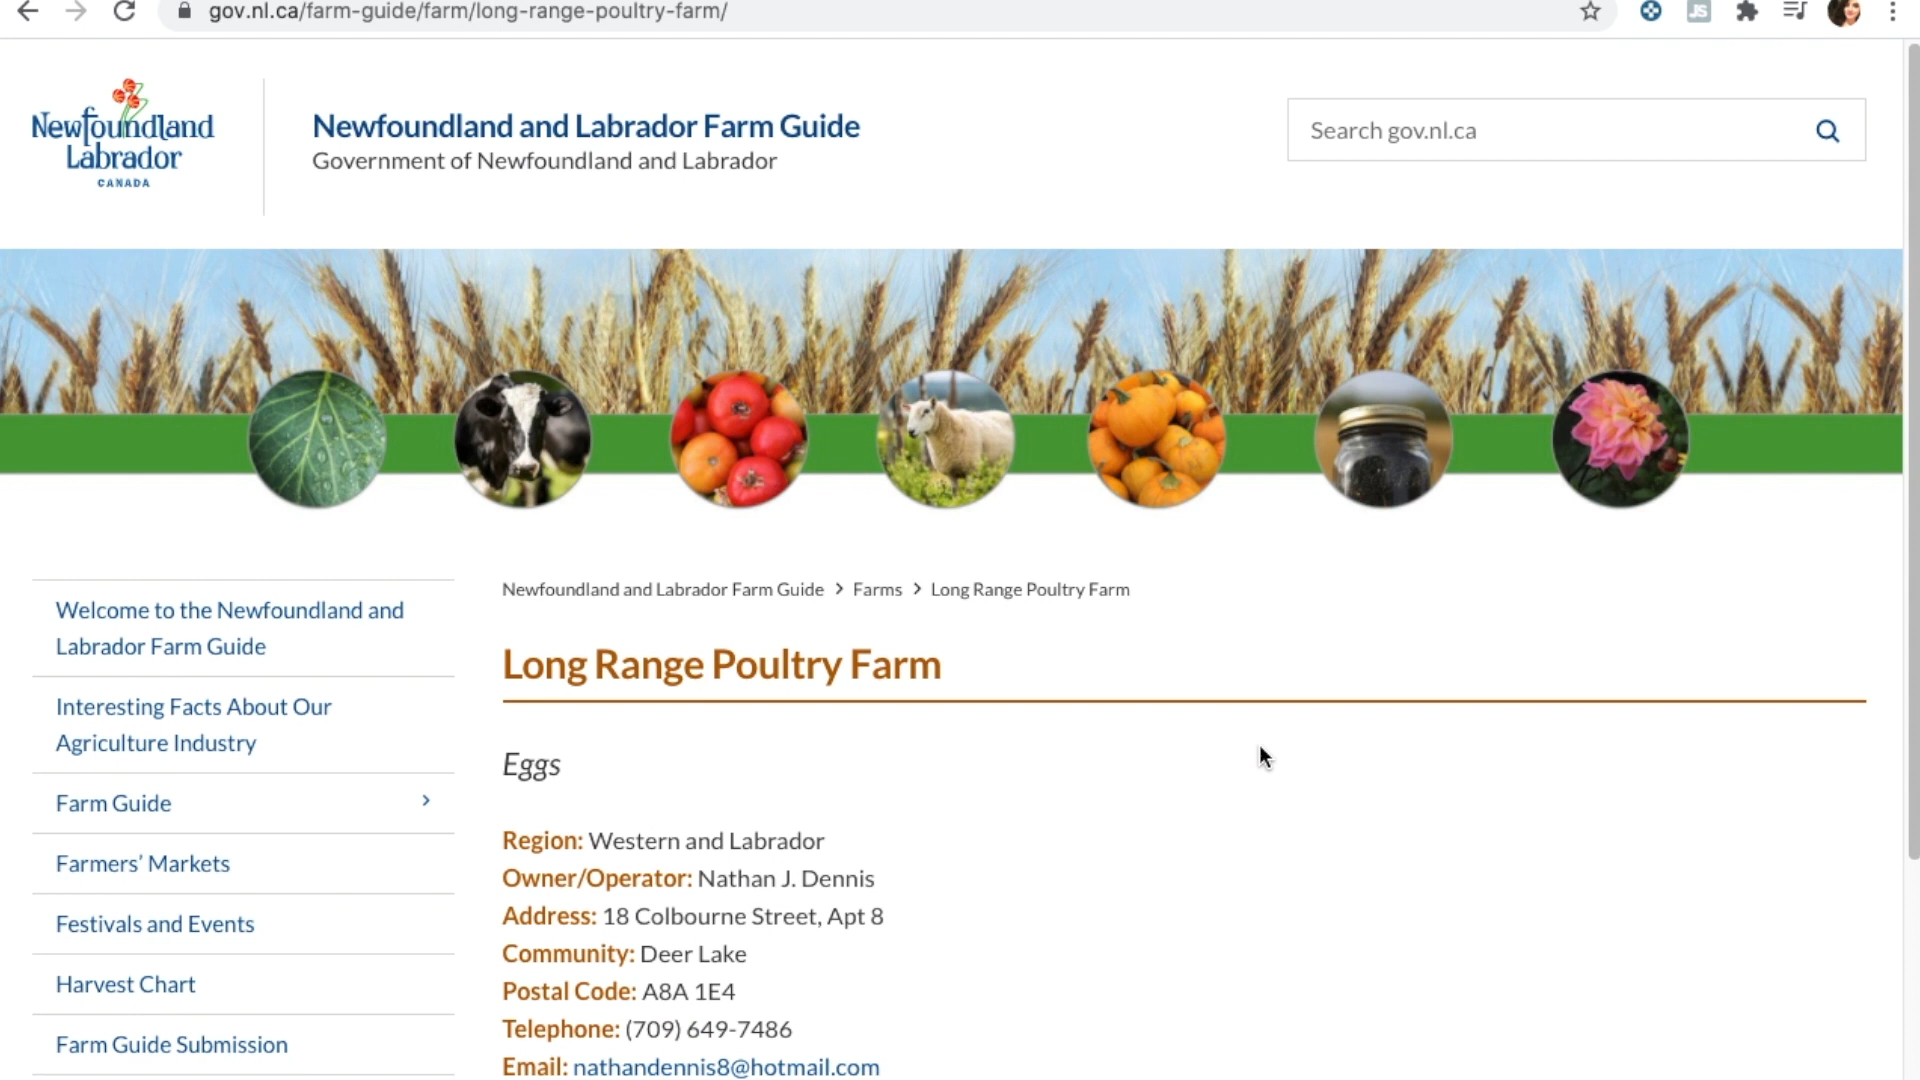 gov.nl.ca/farm-guide/farm/long-range-poultry-farm/
JS
Newfoundland
Labrador
CANADA
Newfoundland and Labrador Farm Guide
Government of Newfoundland and Labrador
Search gov.nl.ca
Newfoundland and Labrador Farm Guide > Farms > Long Range Poultry Farm
Welcome to the Newfoundland and
Labrador Farm Guide
Interesting Facts About Our
Agriculture Industry
Farm Guide
Farmers’ Markets
Festivals and Events
Harvest Chart
Farm Guide Submission
Long Range Poultry Farm
Eggs
Region: Western and Labrador
Owner/Operator: Nathan J. Dennis
Address: 18 Colbourne Street, Apt 8
Community: Deer Lake
Postal Code: A8A 1E4
Telephone: (709) 649-7486
Email: nathandennis8@hotmail.com